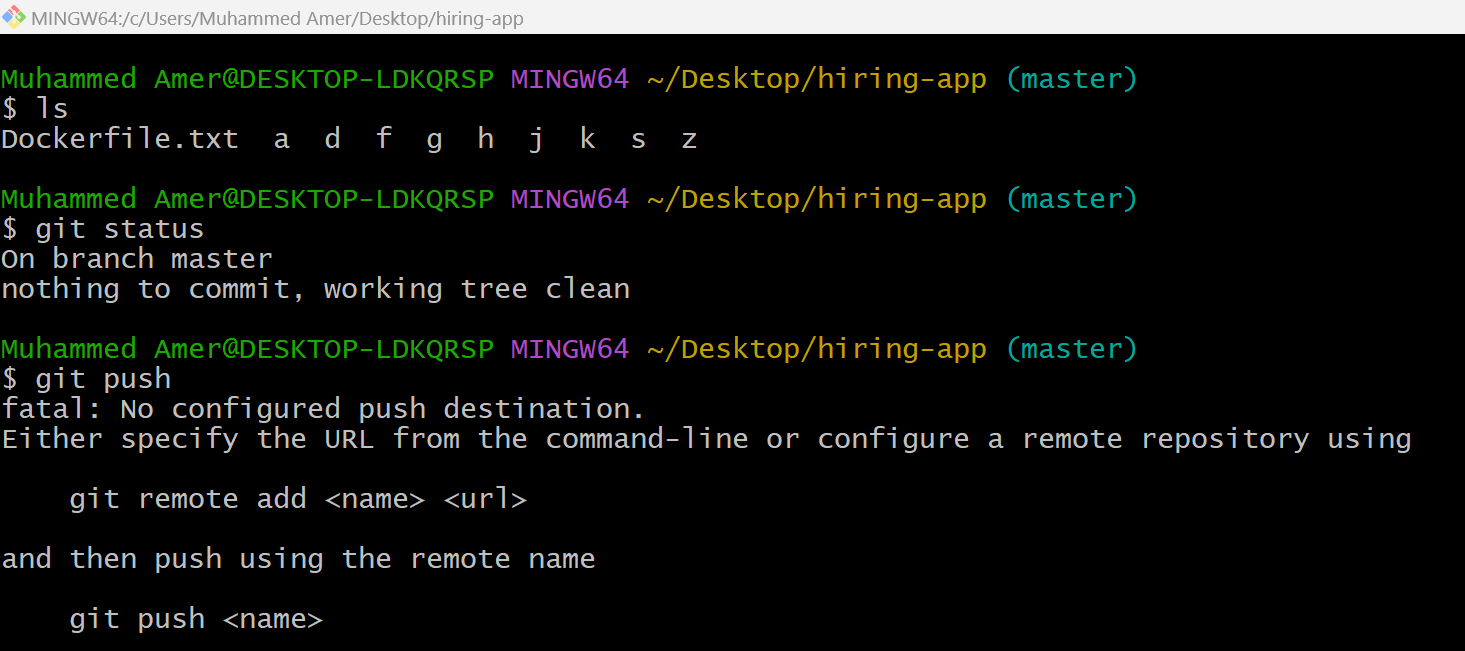 MINGW64:/c/Users/Muhammed Amer/Desktop/hiring-app
Muhammed Amer@DESKTOP-LDKQRSP MINGW64 ~/Desktop/hiring-app (master)
$ ls
Dockerfile.txt  a  d  f  g  h  j  k  s  z
Muhammed Amer@DESKTOP-LDKQRSP MINGW64 ~/Desktop/hiring-app (master)
$ git status
On branch master
nothing to commit, working tree clean
Muhammed Amer@DESKTOP-LDKQRSP MINGW64 ~/Desktop/hiring-app (master)
$ git push
fatal: No configured push destination.
Either specify the URL from the command-line or configure a remote repository using
    git remote add <name> <url>
and then push using the remote name
    git push <name>